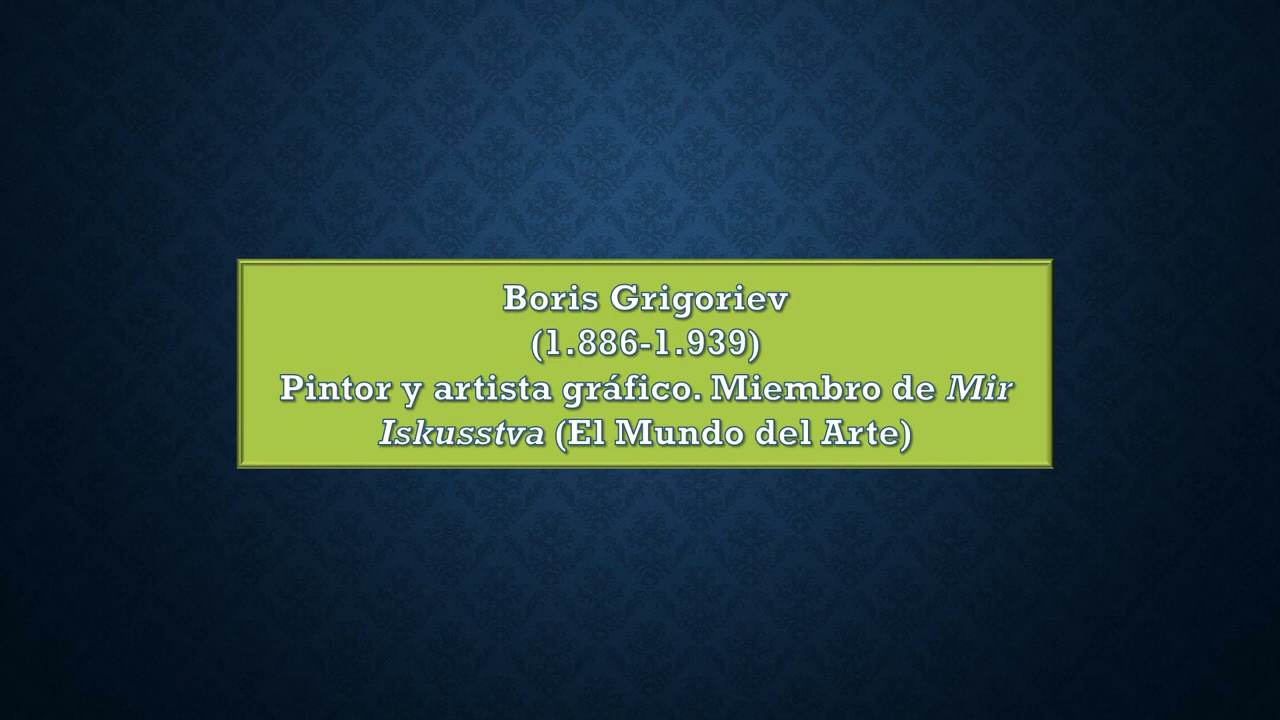 Boris Grigoriev
(1.886-1.939)
Pintor y artista gráfico. Miembro de Mir
Iskusstva (El Mundo del Arte)